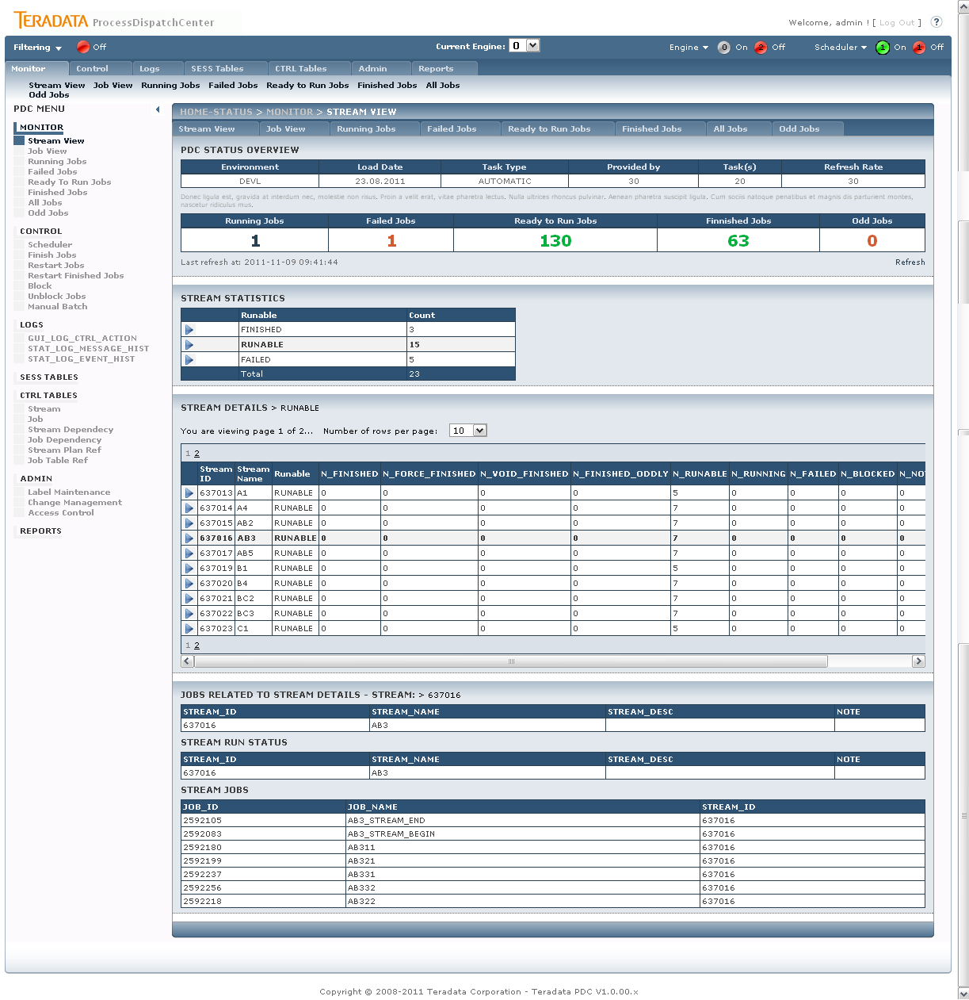 TERADATA ProcessDispatchCenter
Welcome, admin ! [ Log Out ] ?
Filtering Off Current Engine: 0 Engine 0 On 2 Off Scheduler 1 On 1 Off
Monitor Control Logs SESS Tables CTRL Tables Admin Reports
Stream View Job View Running Jobs Failed Jobs Ready to Run Jobs Finished Jobs All Jobs
Odd Jobs
PDC MENU
MONITOR
Stream View
Job View
Running Jobs
Failed Jobs
Ready To Run Jobs
Finished Jobs
All Jobs
Odd Jobs
CONTROL
Scheduler
Finish Jobs
Restart Jobs
Restart Finished Jobs
Block
Unblock Jobs
Manual Batch
LOGS
GUI_LOG_CTRL_ACTION
STAT_LOG_MESSAGE_HIST
STAT_LOG_EVENT_HIST
SESS TABLES
CTRL TABLES
Stream
Job
Stream Dependecy
Job Dependency
Stream Plan Ref
Job Table Ref
ADMIN
Label Maintenance
Change Management
Access Control
REPORTS
HOME-STATUS > MONITOR > STREAM VIEW
Stream View Job View Running Jobs Failed Jobs Ready to Run Jobs Finished Jobs All Jobs Odd Jobs
PDC STATUS OVERVIEW
Environment Load Date Task Type Provided by Task(s) Refresh Rate
DEVL 23.08.2011 AUTOMATIC 30 20 30
Donec ligula est, gravida at interdum nec, molestie non risus. Proin a velit erat, vitae pharetra lectus. Nulla ultrices rhoncus pulvinar. Aenean pharetra suscipit ligula. Cum sociis natoque penatibus et magnis dis parturient montes,
nascetur ridiculus mus.
Running Jobs Failed Jobs Ready to Run Jobs Finnished Jobs Odd Jobs
1 1 130 63 0
Last refresh at: 2011-11-09 09:41:44 Refresh
STREAM STATISTICS
Runable Count
FINISHED 3
RUNABLE 15
FAILED 5
Total 23
STREAM DETAILS > RUNABLE
You are viewing page 1 of 2... Number of rows per page: 10
1 2
Stream ID Stream Name Runable N_FINISHED N_FORCE_FINISHED N_VOID_FINISHED N_FINISHED_ODDLY N_RUNABLE N_RUNNING N_FAILED N_BLOCKED N_NO
637013 A1 RUNABLE 0 0 0 0 5 0 0 0 0
637014 A4 RUNABLE 0 0 0 0 7 0 0 0 0
637015 AB2 RUNABLE 0 0 0 0 7 0 0 0 0
637016 AB3 RUNABLE 0 0 0 0 7 0 0 0 0
637017 AB5 RUNABLE 0 0 0 0 7 0 0 0 0
637019 B1 RUNABLE 0 0 0 0 5 0 0 0 0
637020 B4 RUNABLE 0 0 0 0 7 0 0 0 0
637021 BC2 RUNABLE 0 0 0 0 7 0 0 0 0
637022 BC3 RUNABLE 0 0 0 0 7 0 0 0 0
637023 C1 RUNABLE 0 0 0 0 5 0 0 0 0
1 2
JOBS RELATED TO STREAM DETAILS - STREAM: > 637016
STREAM_ID STREAM_NAME STREAM_DESC NOTE
637016 AB3
STREAM RUN STATUS
STREAM_ID STREAM_NAME STREAM_DESC NOTE
637016 AB3
STREAM JOBS
JOB_ID JOB_NAME STREAM_ID
2592105 AB3_STREAM_END 637016
2592083 AB3_STREAM_BEGIN 637016
2592180 AB311 637016
2592199 AB321 637016
2592237 AB331 637016
2592256 AB332 637016
2592218 AB322 637016
Copyright © 2008-2011 Teradata Corporation - Teradata PDC V1.0.00.x